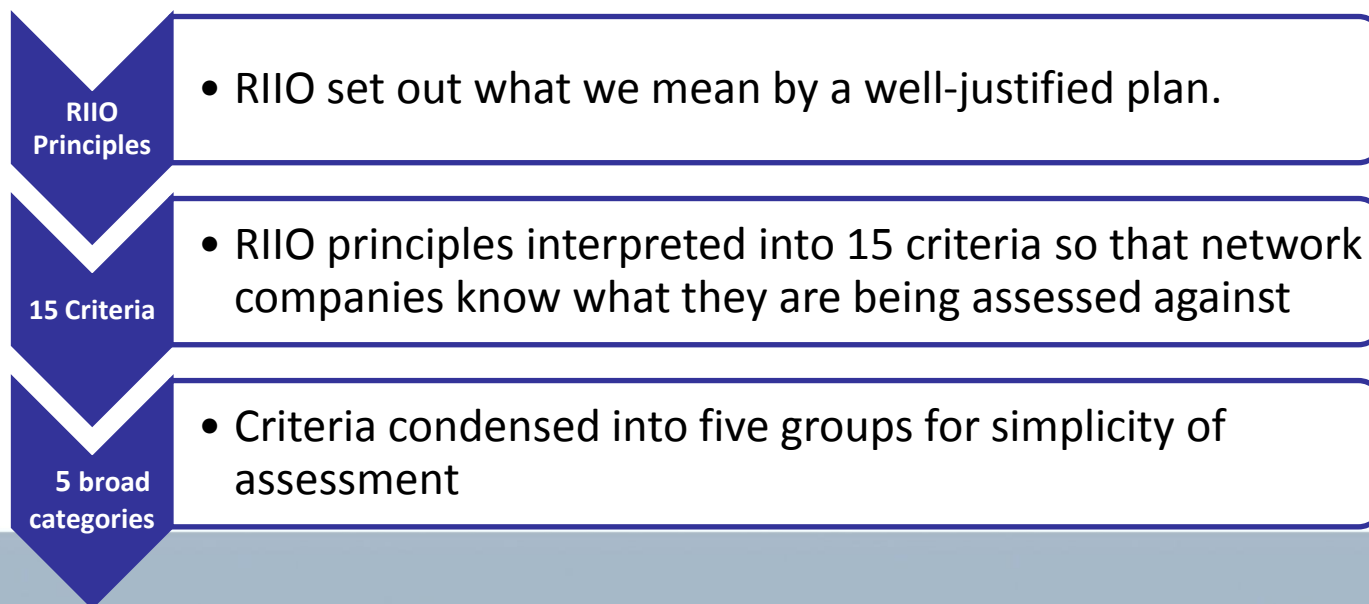 RIIO
Principles
• RIIO set out what we mean by a well-justified plan.
15 Criteria
• RIIO principles interpreted into 15 criteria so that network
companies know what they are being assessed against
5 broad
categories
• Criteria condensed into five groups for simplicity of
assessment